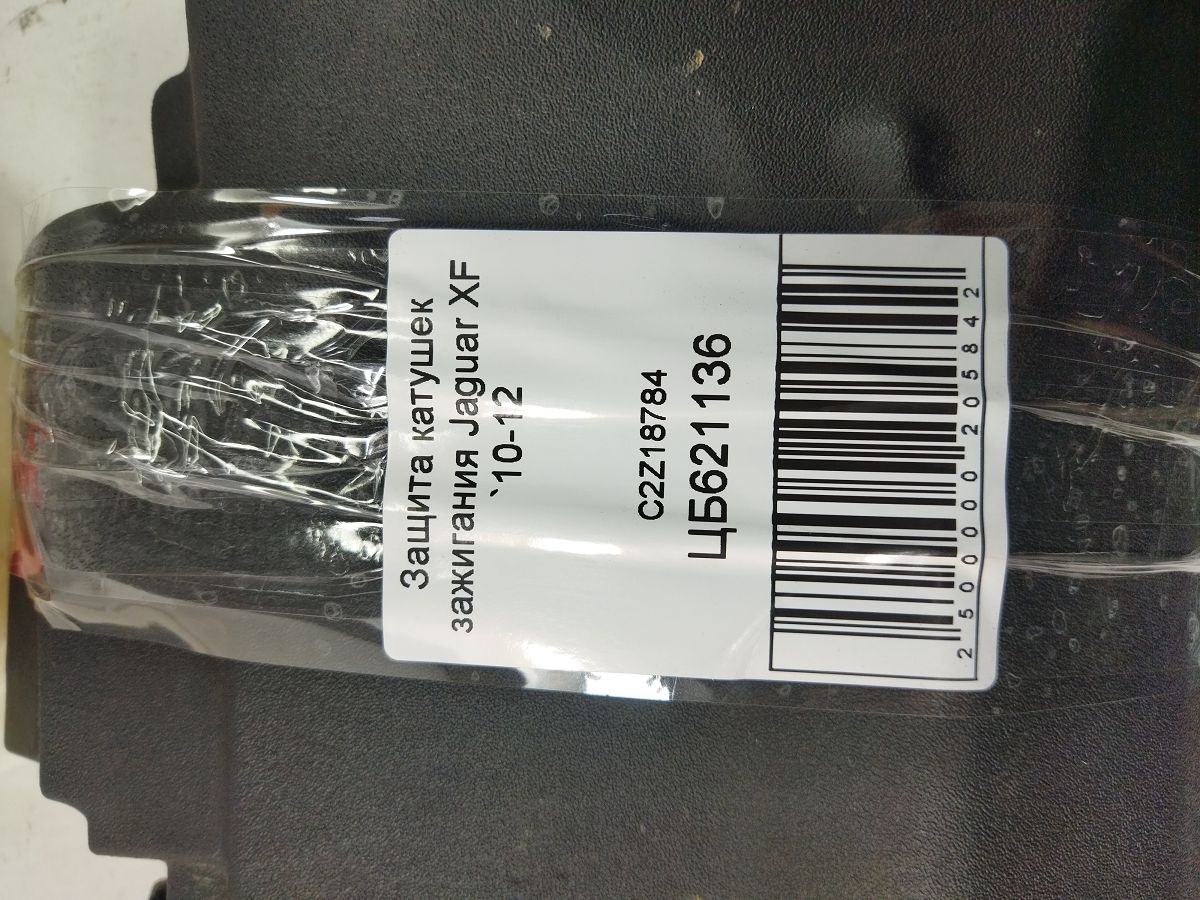 Защита катушек
зажигания Jaguar XF
`10-12
C2Z18784
ЦБ621136
2500000205842